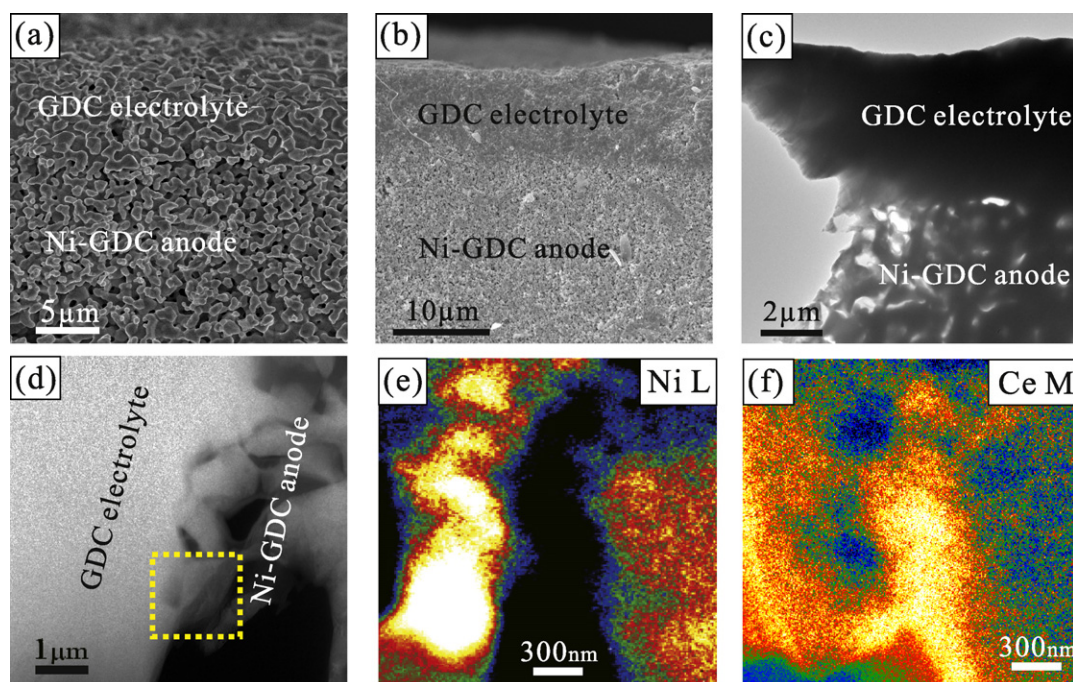 (a)
GDC electrolyte
Ni-GDC anode
5μm
(b)
GDC electrolyte
Ni-GDC anode
10μm
(c)
GDC electrolyte
Ni-GDC anode
2μm
(d)
GDC electrolyte
Ni-GDC anode
1μm
(e)
Ni L
300nm
(f)
Ce M
300nm